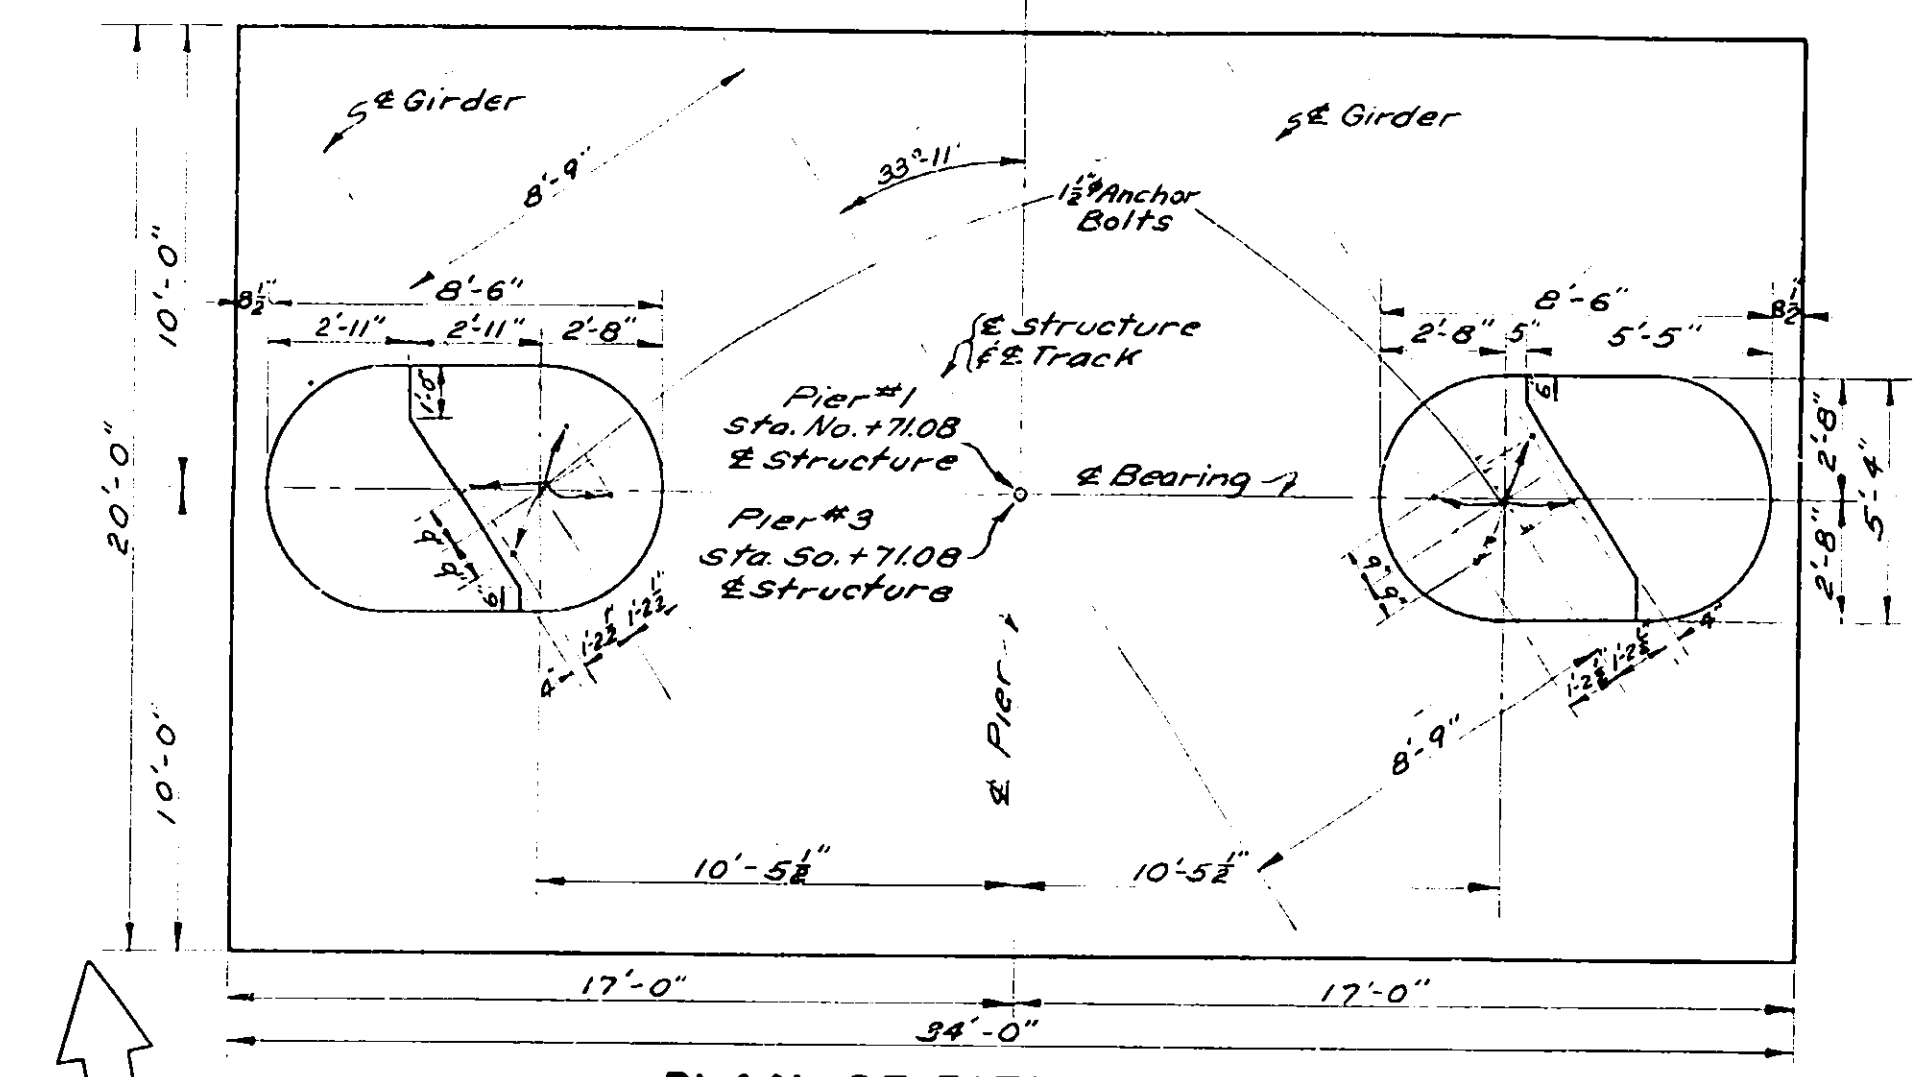 ℄ Girder
℄ Girder
8'-9"
33°-11'
1½"⌀ Anchor
Bolts
20'-0"
10'-0"
10'-0"
8½"
8'-6"
2'-11"
2'-11"
2'-8"
1'-0"
9"
9"
6"
4"
1'-2½"
1'-2½"
℄ Structure
& ℄ Track
Pier #1
Sta. No. + 71.08
℄ Structure
Pier #3
Sta. So. + 71.08
℄ Structure
℄ Bearing
℄ Pier
8'-6"
8½"
2'-8"
5"
5'-5"
9"
9"
2'-8"
2'-8"
5'-4"
4"
1'-2½"
1'-2½"
8'-9"
10'-5½"
10'-5½"
17'-0"
17'-0"
34'-0"